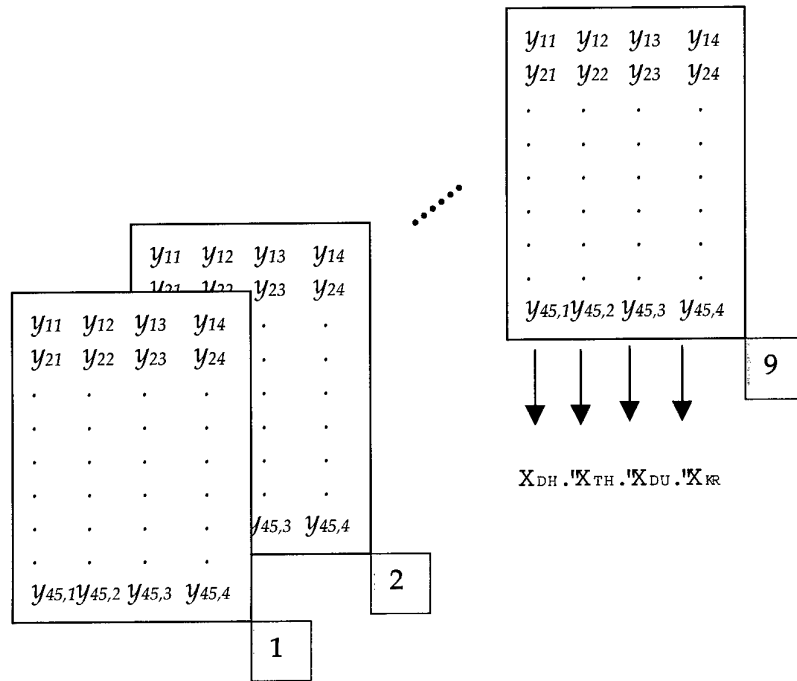 y11 y12 y13 y14
y21 y22 y23 y24
. . . .
. . . .
. . . .
. . . .
. . . .
. . . .
y45,1 y45,2 y45,3 y45,4
9
XDH ." XTH ." XDU ." XKR
y11 y12 y13 y14
y21 y22 y23 y24
. .
. .
. .
. .
. .
. .
y45,3 y45,4
2
y11 y12 y13 y14
y21 y22 y23 y24
. . . .
. . . .
. . . .
. . . .
. . . .
. . . .
y45,1 y45,2 y45,3 y45,4
1